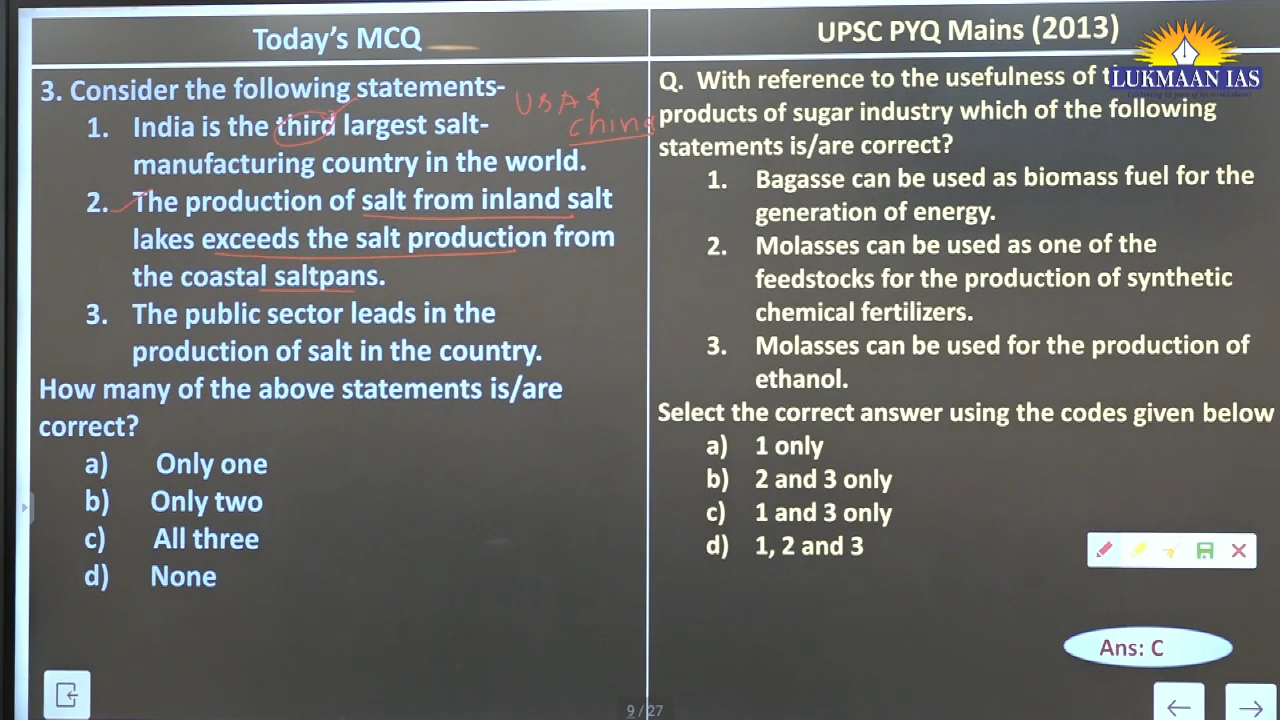 Today's MCQ
3. Consider the following statements-
USA &
China
1. India is the third largest salt-
manufacturing country in the world.
2. The production of salt from inland salt
lakes exceeds the salt production from
the coastal saltpans.
3. The public sector leads in the
production of salt in the country.
How many of the above statements is/are
correct?
a) Only one
b) Only two
c) All three
d) None
UPSC PYQ Mains (2013)
LUKMAAN IAS
Q. With reference to the usefulness of
products of sugar industry which of the following
statements is/are correct?
1. Bagasse can be used as biomass fuel for the
generation of energy.
2. Molasses can be used as one of the
feedstocks for the production of synthetic
chemical fertilizers.
3. Molasses can be used for the production of
ethanol.
Select the correct answer using the codes given below
a) 1 only
b) 2 and 3 only
c) 1 and 3 only
d) 1, 2 and 3
Ans: C
9 / 27